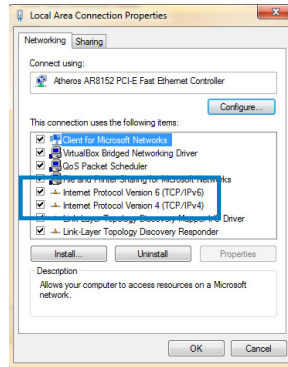 Local Area Connection Properties
Networking
Sharing
Connect using:
Atheros AR8152 PCI-E Fast Ethernet Controller
Configure...
This connection uses the following items:
Client for Microsoft Networks
VirtualBox Bridged Networking Driver
QoS Packet Scheduler
File and Printer Sharing for Microsoft Networks
Internet Protocol Version 6 (TCP/IPv6)
Internet Protocol Version 4 (TCP/IPv4)
Link-Layer Topology Discovery Mapper I/O Driver
Link-Layer Topology Discovery Responder
Install...
Uninstall
Properties
Description
Allows your computer to access resources on a Microsoft
network.
OK
Cancel